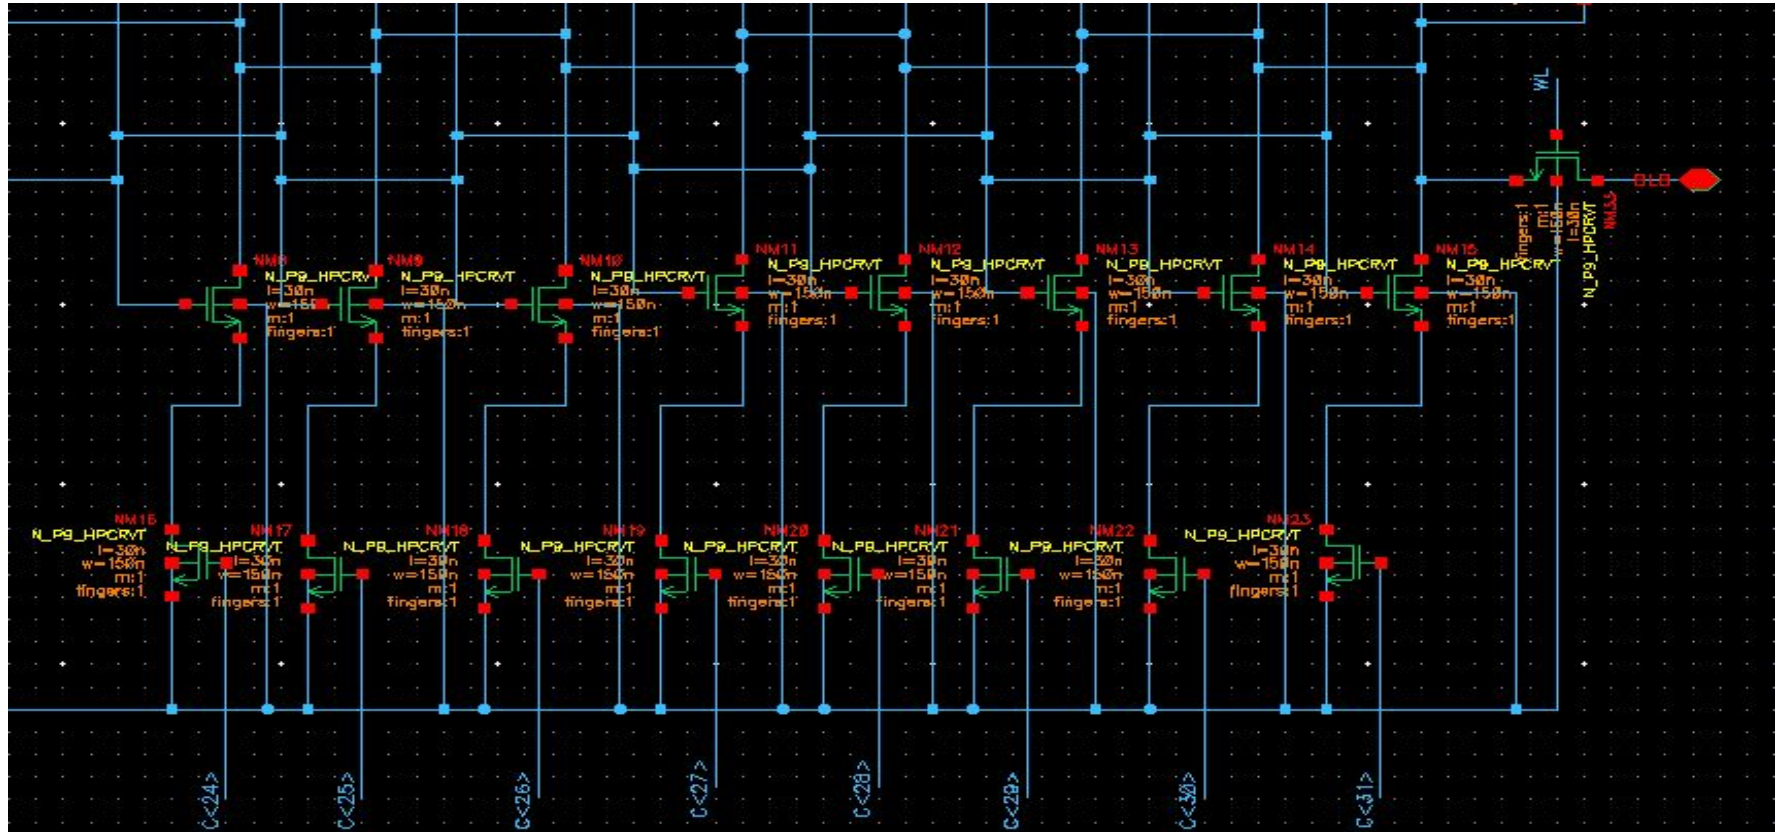 WL
BLB
NM33
fingers:1
m:1
w=150n
l=30n
N_P9_HPCRVT
NM8
N_P9_HPCRVT
l=30n
w=150n
m:1
fingers:1
NM9
N_P9_HPCRVT
l=30n
w=150n
m:1
fingers:1
NM10
N_P9_HPCRVT
l=30n
w=150n
m:1
fingers:1
NM11
N_P9_HPCRVT
l=30n
w=150n
m:1
fingers:1
NM12
N_P9_HPCRVT
l=30n
w=150n
m:1
fingers:1
NM13
N_P9_HPCRVT
l=30n
w=150n
m:1
fingers:1
NM14
N_P9_HPCRVT
l=30n
w=150n
m:1
fingers:1
NM15
N_P9_HPCRVT
l=30n
w=150n
m:1
fingers:1
NM16
N_P9_HPCRVT
l=30n
w=150n
m:1
fingers:1
NM17
N_P9_HPCRVT
l=30n
w=150n
m:1
fingers:1
NM18
N_P9_HPCRVT
l=30n
w=150n
m:1
fingers:1
NM19
N_P9_HPCRVT
l=30n
w=150n
m:1
fingers:1
NM20
N_P9_HPCRVT
l=30n
w=150n
m:1
fingers:1
NM21
N_P9_HPCRVT
l=30n
w=150n
m:1
fingers:1
NM22
N_P9_HPCRVT
l=30n
w=150n
m:1
fingers:1
NM23
N_P9_HPCRVT
l=30n
w=150n
m:1
fingers:1
C<24>
C<25>
C<26>
C<27>
C<28>
C<29>
C<30>
C<31>